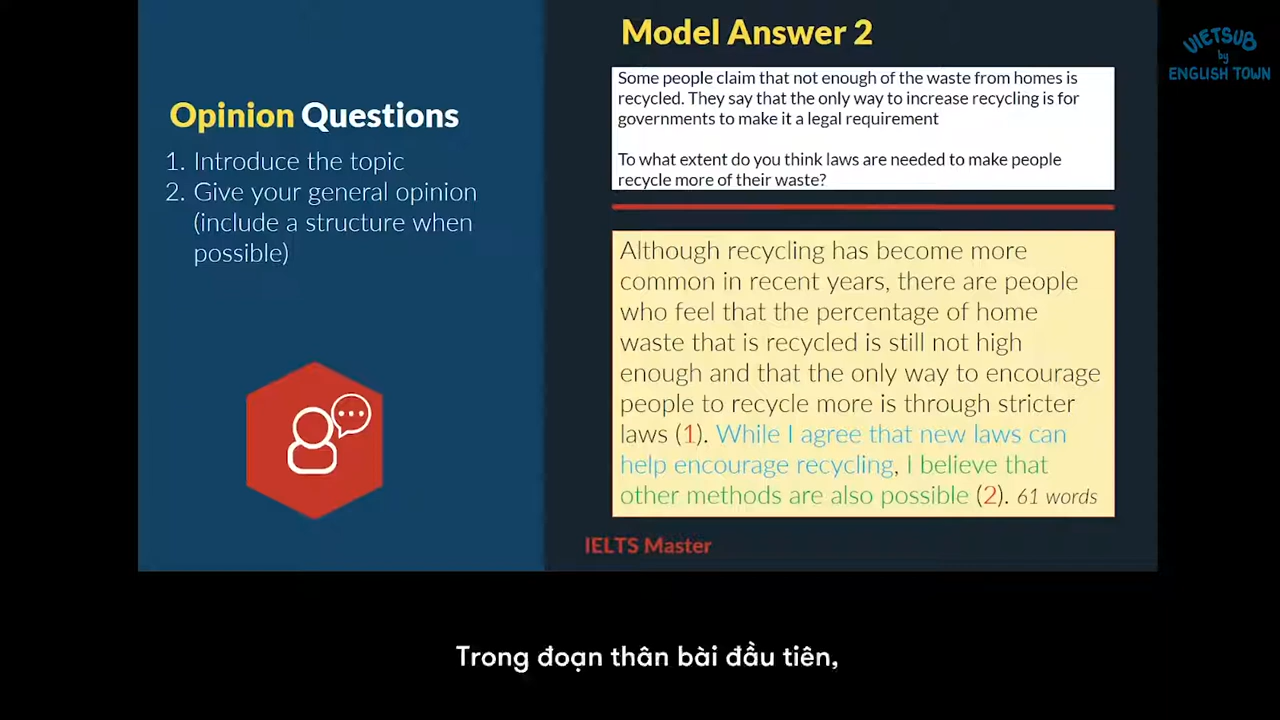 Opinion Questions
1. Introduce the topic
2. Give your general opinion
(include a structure when
possible)
Model Answer 2
Some people claim that not enough of the waste from homes is
recycled. They say that the only way to increase recycling is for
governments to make it a legal requirement
To what extent do you think laws are needed to make people
recycle more of their waste?
Although recycling has become more
common in recent years, there are people
who feel that the percentage of home
waste that is recycled is still not high
enough and that the only way to encourage
people to recycle more is through stricter
laws (1). While I agree that new laws can
help encourage recycling, I believe that
other methods are also possible (2). 61 words
IELTS Master
VIETSUB
by
ENGLISH TOWN
Trong đoạn thân bài đầu tiên,